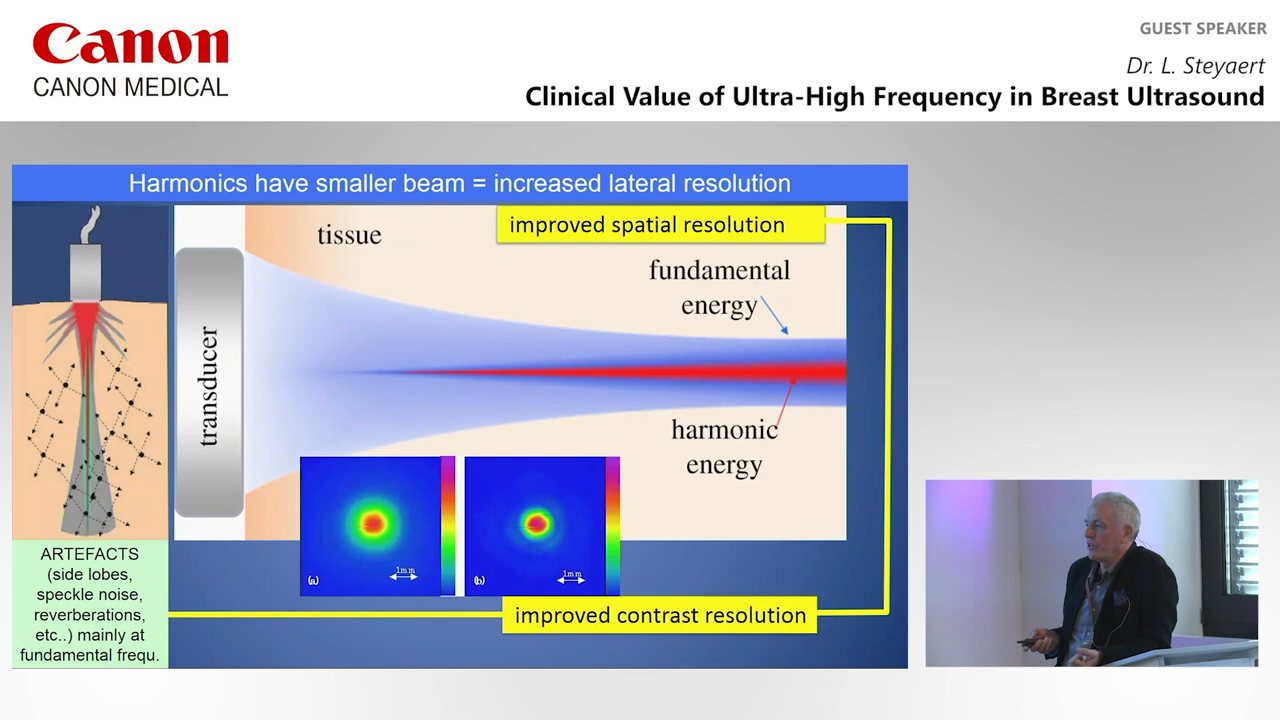 Canon
CANON MEDICAL
GUEST SPEAKER
Dr. L. Steyaert
Clinical Value of Ultra-High Frequency in Breast Ultrasound
Harmonics have smaller beam = increased lateral resolution
improved spatial resolution
tissue
fundamental
energy
transducer
harmonic
energy
(a)
1mm
(b)
1mm
improved contrast resolution
ARTEFACTS
(side lobes,
speckle noise,
reverberations,
etc..) mainly at
fundamental frequ.